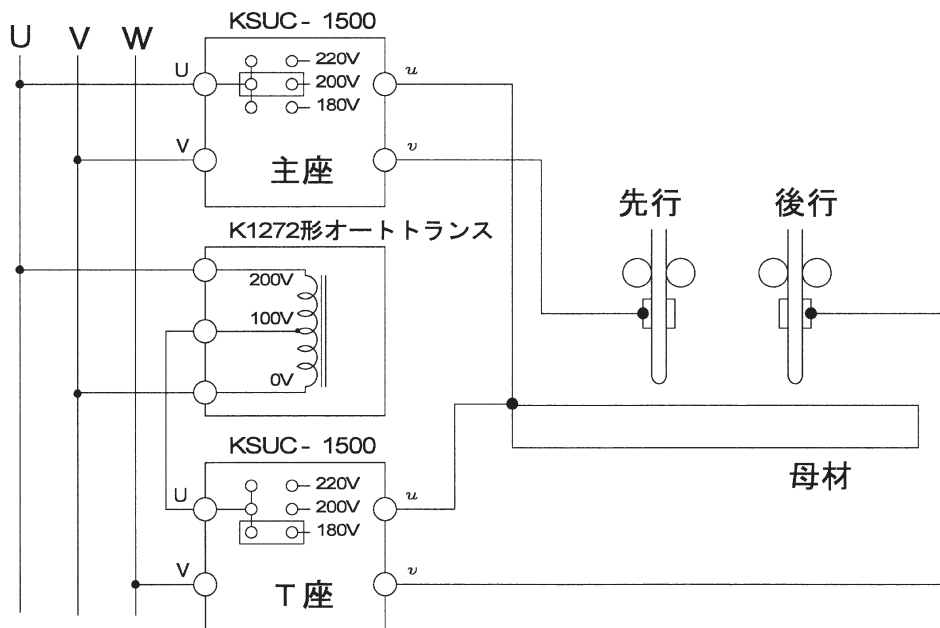 KSUC- 1500
U V W
U
220V
200V
180V
u
V
v
主座
K1272形オートトランス
200V
100V
0V
先行 後行
母材
KSUC- 1500
U
220V
200V
180V
u
V
v
T座